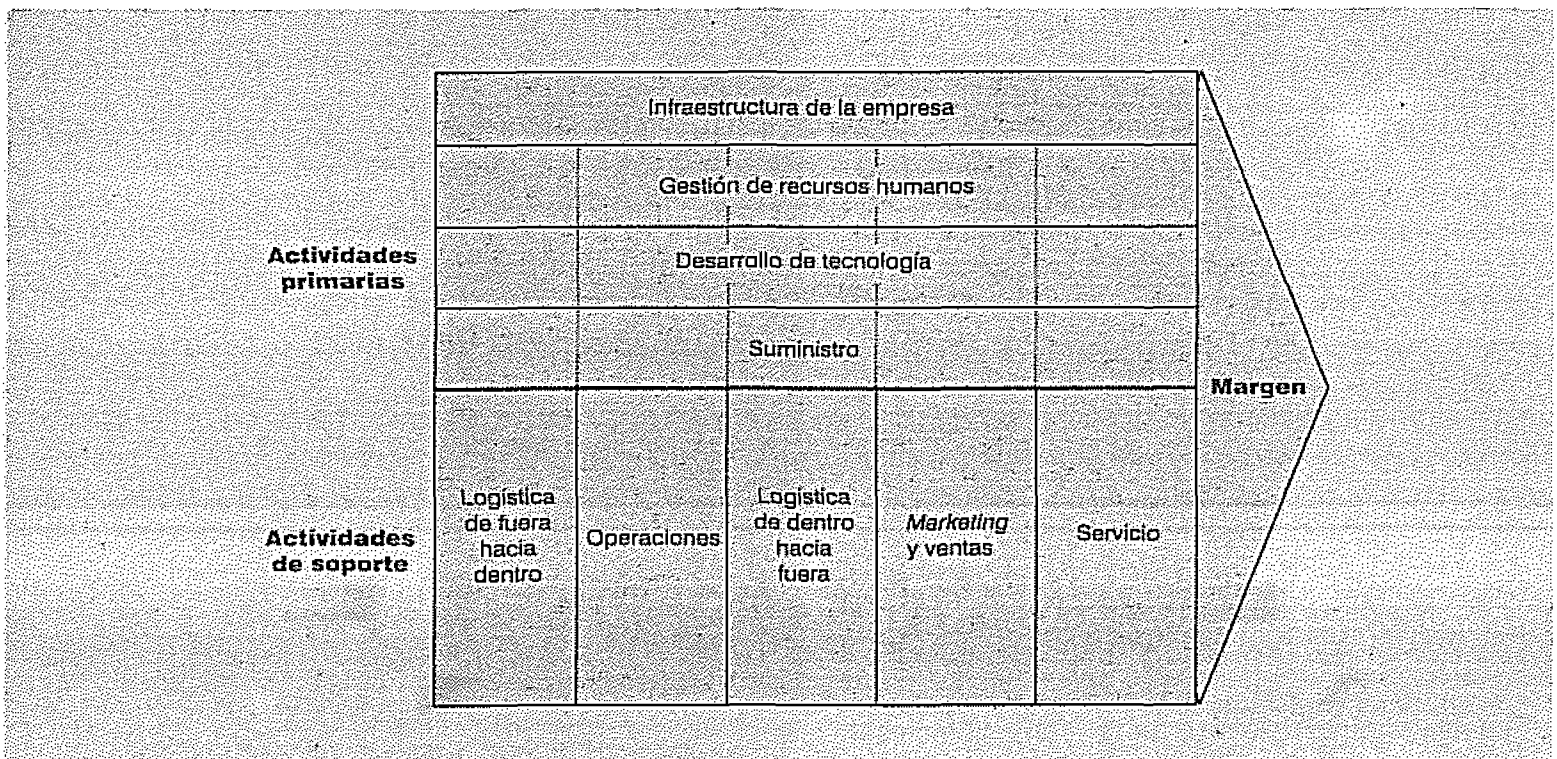 Infraestructura de la empresa
Gestión de recursos humanos
Actividades
primarias
Desarrollo de tecnología
Suministro
Margen
Actividades
de soporte
Logística
de fuera
hacia
dentro
Operaciones
Logística
de dentro
hacia
fuera
Marketing
y ventas
Servicio